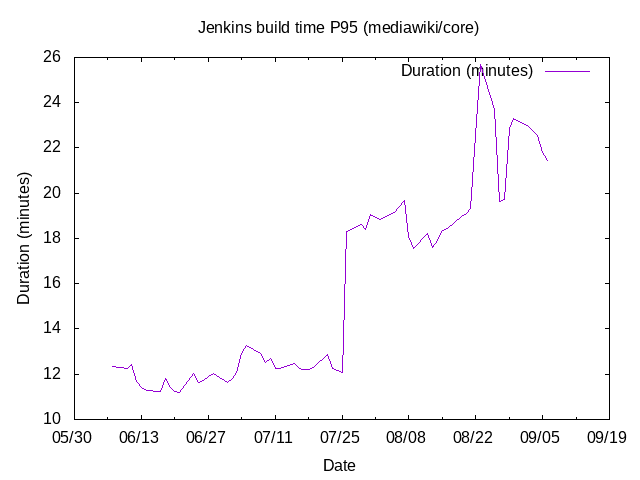 Jenkins build time P95 (mediawiki/core)
Duration (minutes)
26
24
22
20
18
16
14
12
10
Duration (minutes)
05/30 06/13 06/27 07/11 07/25 08/08 08/22 09/05 09/19
Date